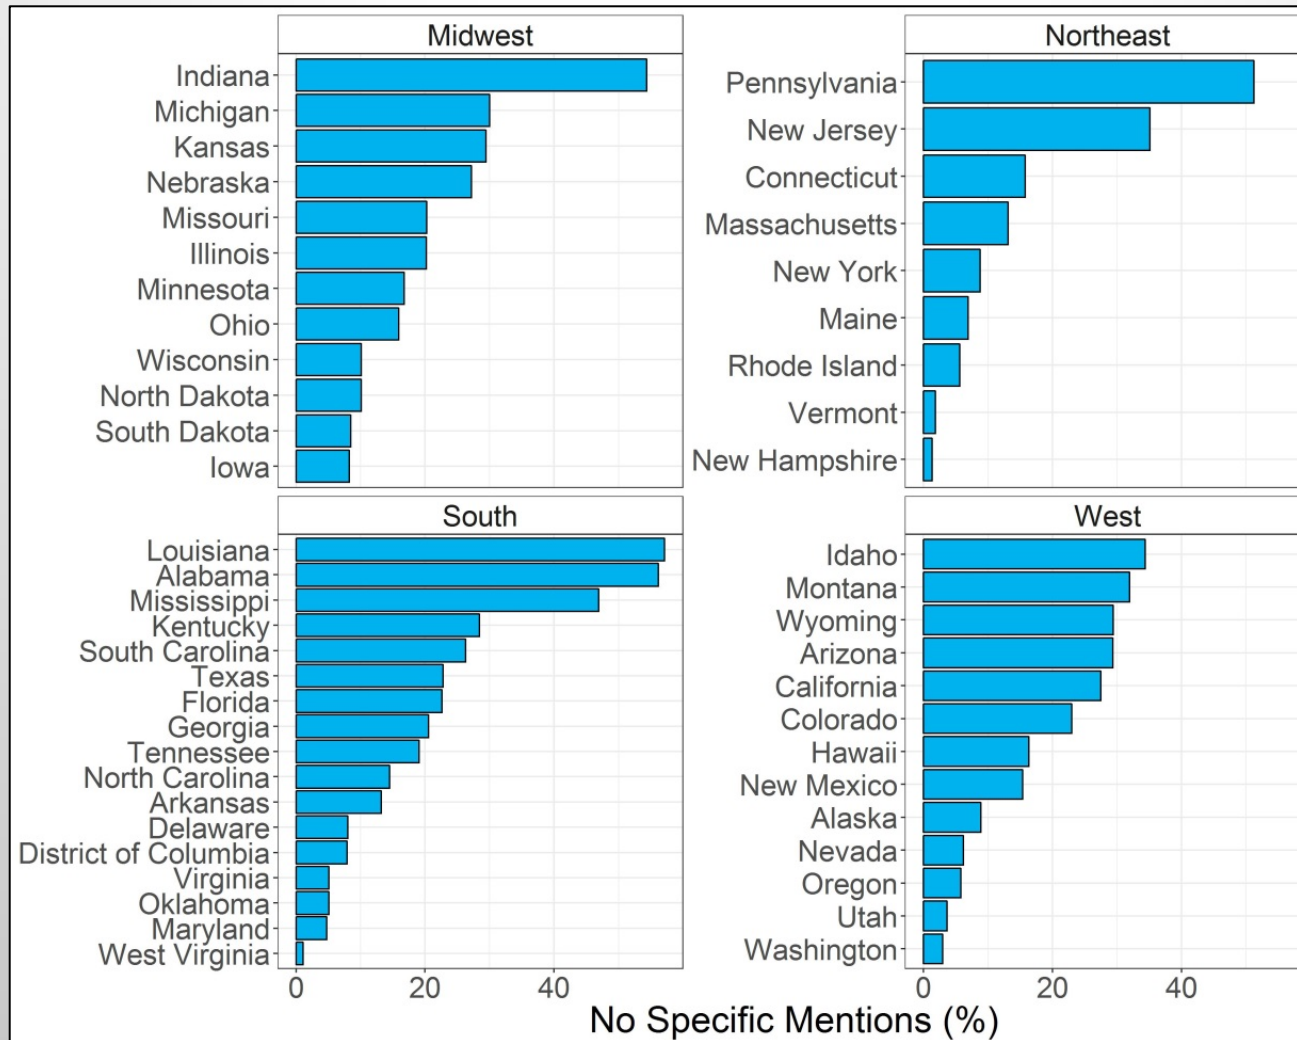 Midwest
Indiana
Michigan
Kansas
Nebraska
Missouri
Illinois
Minnesota
Ohio
Wisconsin
North Dakota
South Dakota
Iowa
Northeast
Pennsylvania
New Jersey
Connecticut
Massachusetts
New York
Maine
Rhode Island
Vermont
New Hampshire
South
Louisiana
Alabama
Mississippi
Kentucky
South Carolina
Texas
Florida
Georgia
Tennessee
North Carolina
Arkansas
Delaware
District of Columbia
Virginia
Oklahoma
Maryland
West Virginia
0 20 40
West
Idaho
Montana
Wyoming
Arizona
California
Colorado
Hawaii
New Mexico
Alaska
Nevada
Oregon
Utah
Washington
0 20 40
No Specific Mentions (%)